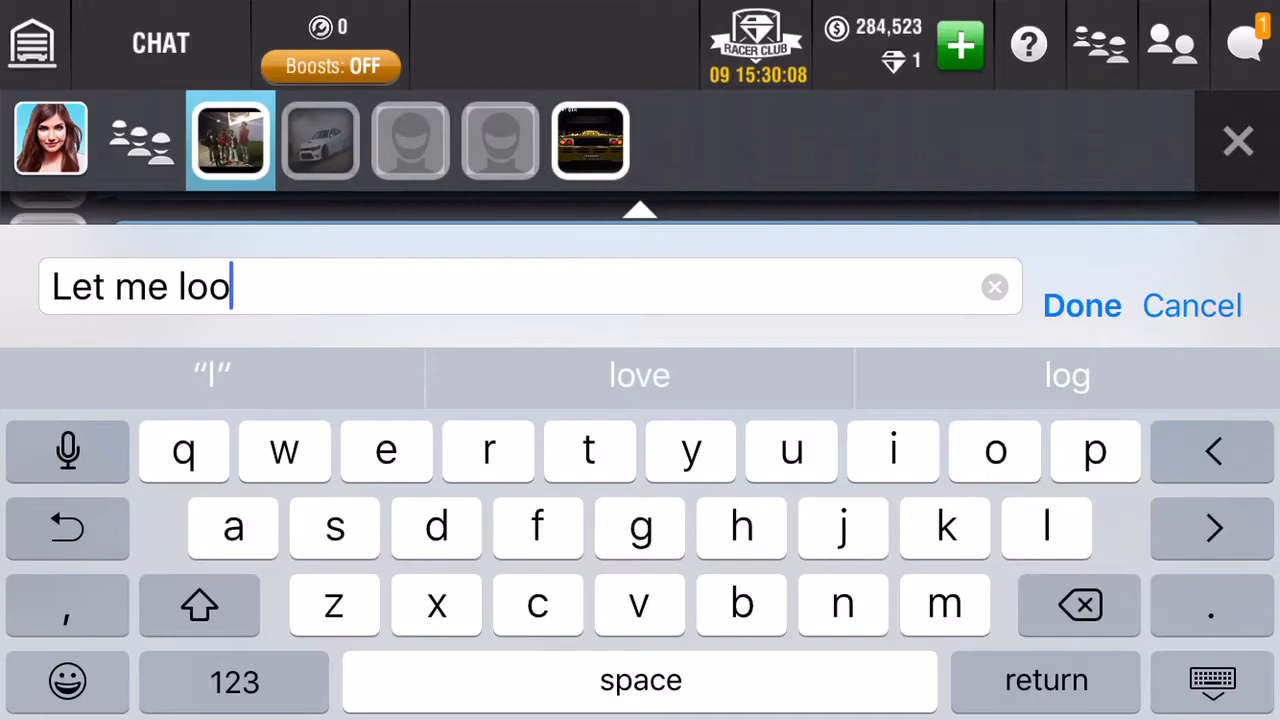 CHAT
0
Boosts: OFF
RACER CLUB
09 15:30:08
284,523
1
+
?
1
Let me loo
Done Cancel
“l” love log
q w e r t y u i o p <
a s d f g h j k l >
, z x c v b n m .
123 space return